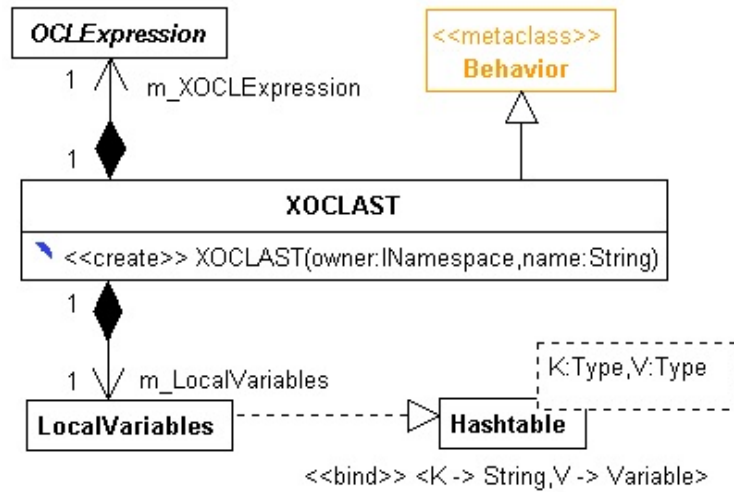 OCLExpression
<<metaclass>>
Behavior
1
m_XOCLExpression
1
XOCLAST
<<create>> XOCLAST(owner:INamespace,name:String)
1
1
m_LocalVariables
K:Type,V:Type
LocalVariables
Hashtable
<<bind>> <K -> String,V -> Variable>